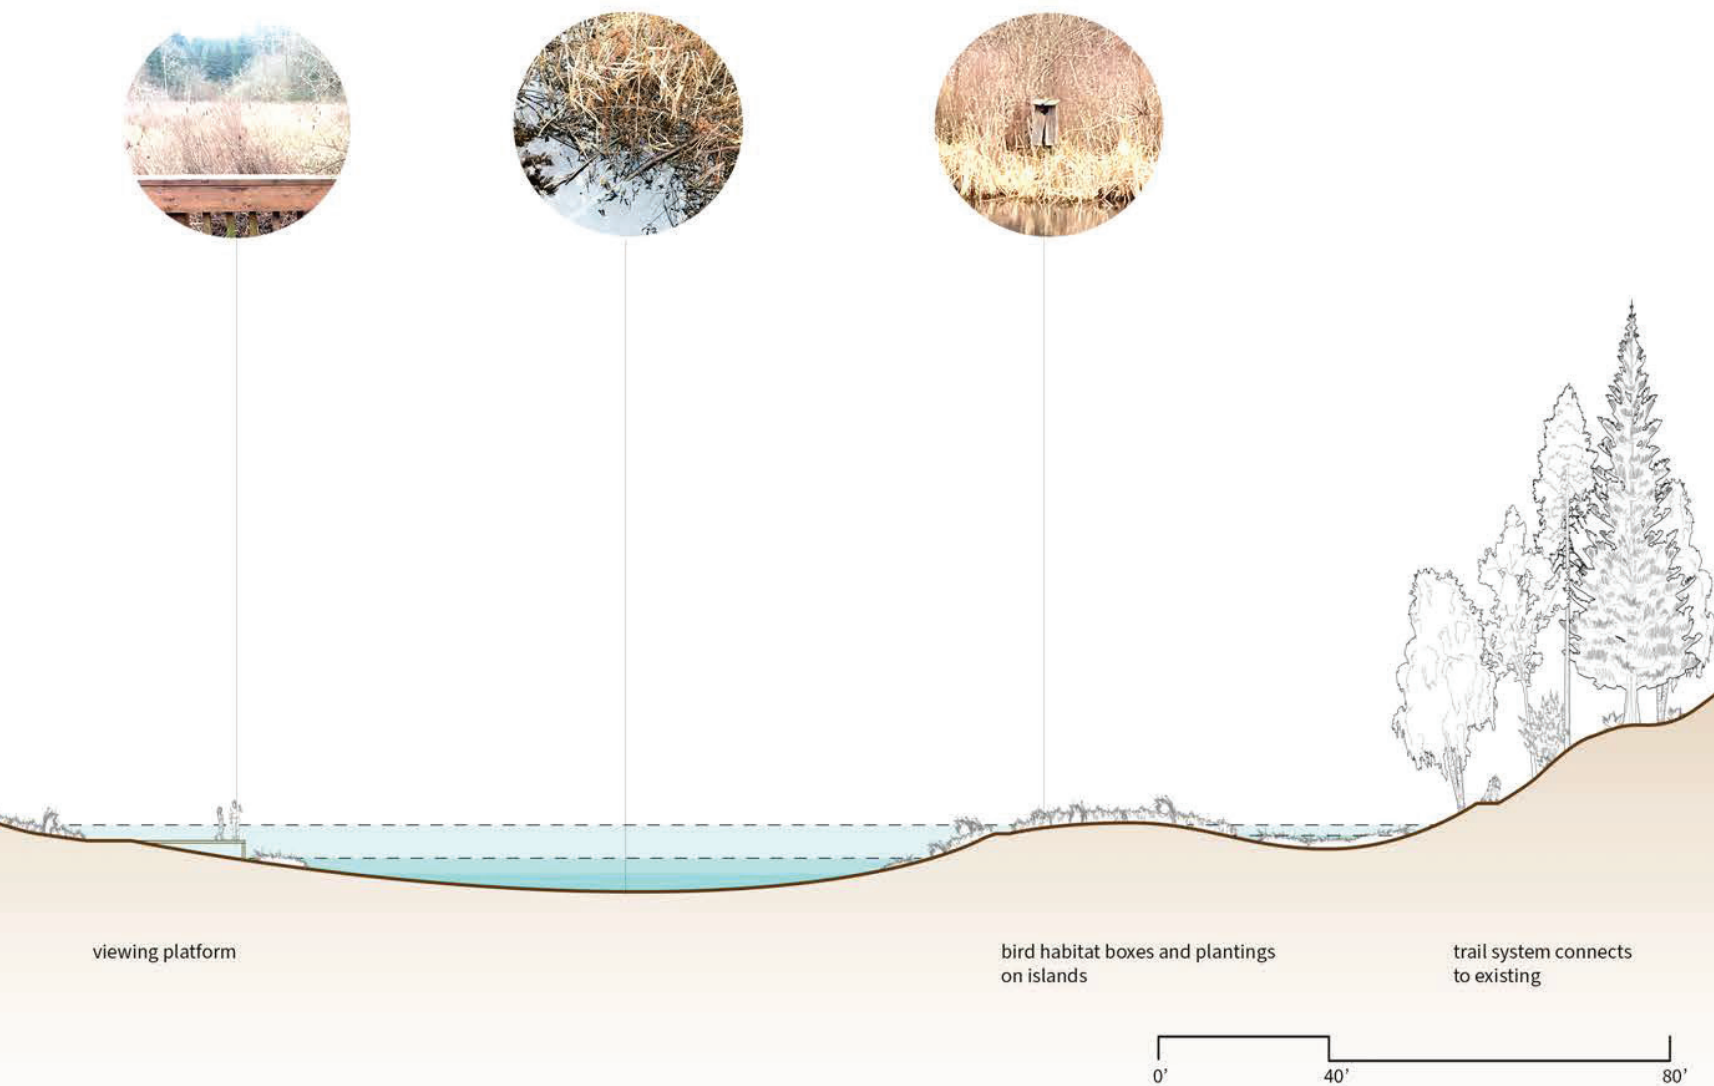 viewing platform
bird habitat boxes and plantings
on islands
trail system connects
to existing
0' 40' 80'